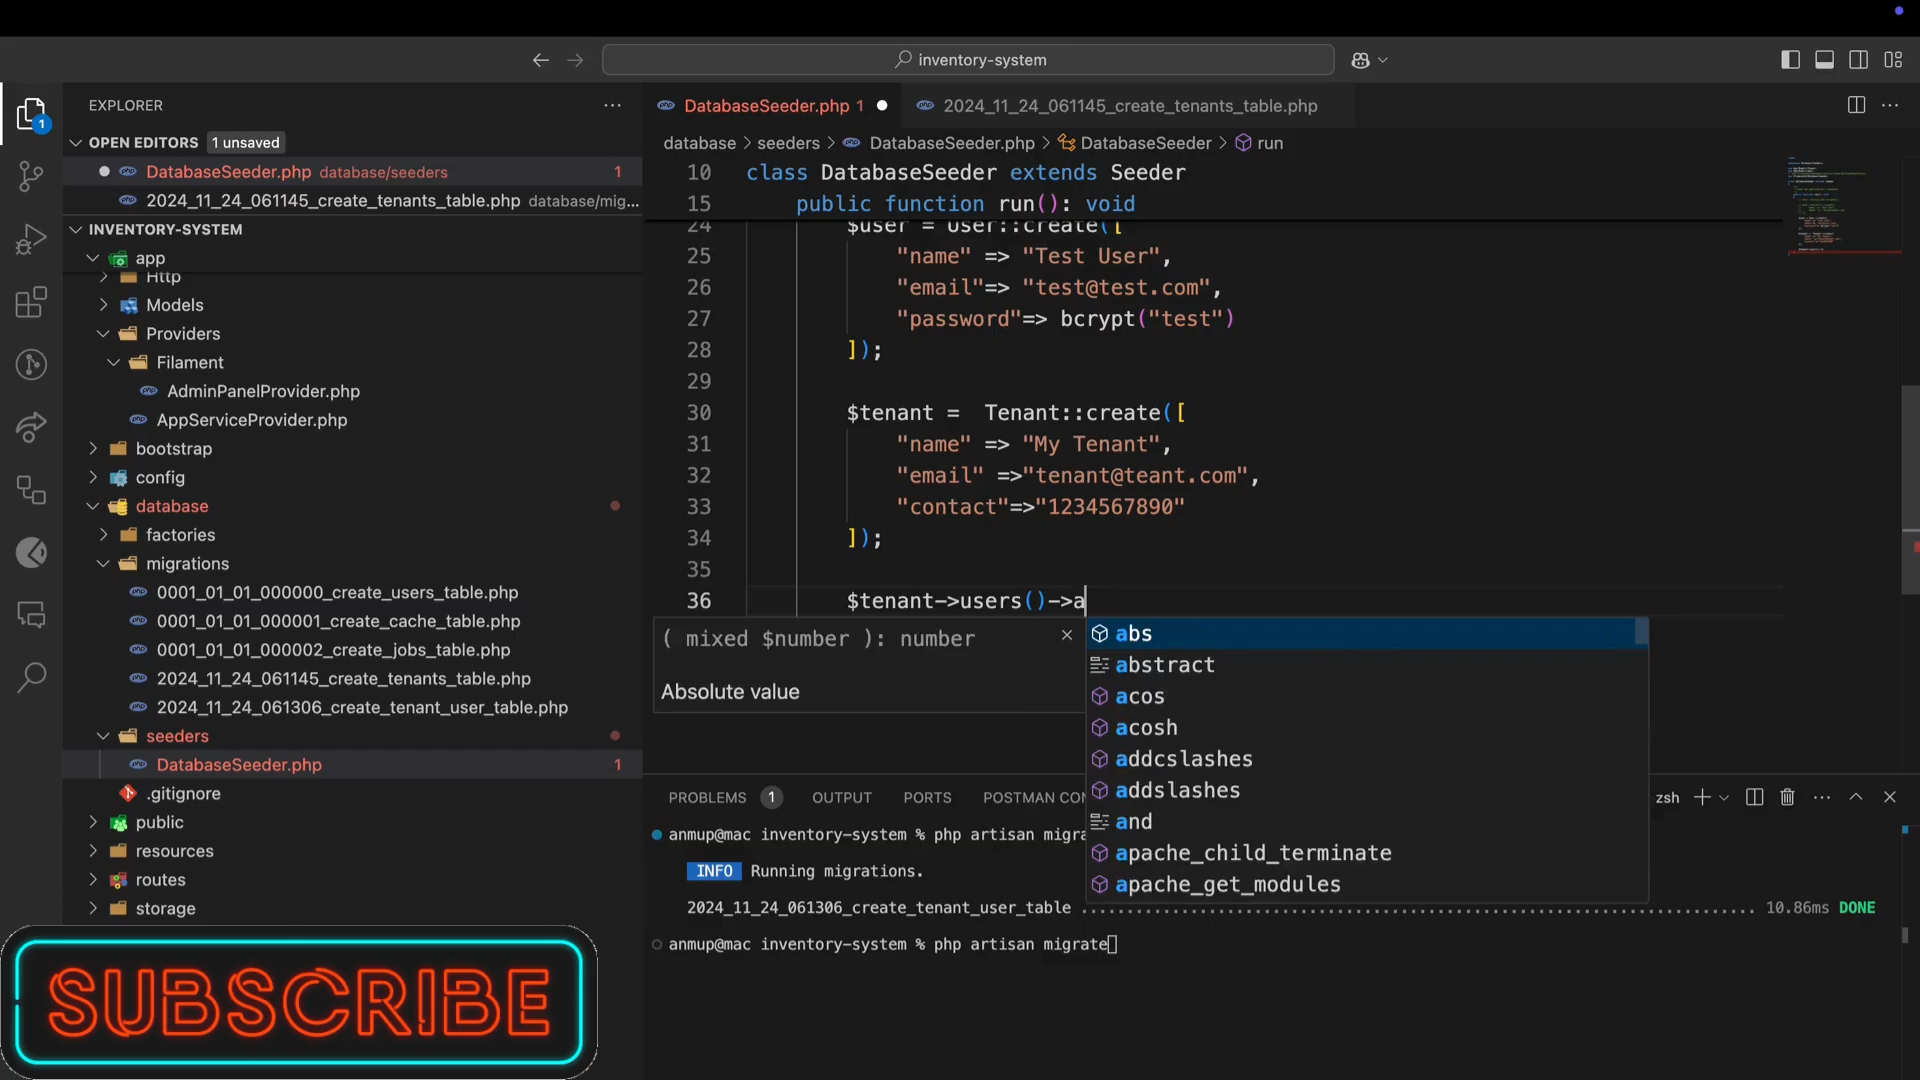 inventory-system
EXPLORER
OPEN EDITORS 1 unsaved
DatabaseSeeder.php database/seeders 1
2024_11_24_061145_create_tenants_table.php database/mig...
INVENTORY-SYSTEM
app
Http
Models
Providers
Filament
AdminPanelProvider.php
AppServiceProvider.php
bootstrap
config
database
factories
migrations
0001_01_01_000000_create_users_table.php
0001_01_01_000001_create_cache_table.php
0001_01_01_000002_create_jobs_table.php
2024_11_24_061145_create_tenants_table.php
2024_11_24_061306_create_tenant_user_table.php
seeders
DatabaseSeeder.php 1
.gitignore
public
resources
routes
storage
SUBSCRIBE
1
DatabaseSeeder.php 1
2024_11_24_061145_create_tenants_table.php
database > seeders > DatabaseSeeder.php > DatabaseSeeder > run
10 class DatabaseSeeder extends Seeder
15 public function run(): void
24 $user = User::create([
25 "name" => "Test User",
26 "email"=> "test@test.com",
27 "password"=> bcrypt("test")
28 ]);
29
30 $tenant =  Tenant::create([
31 "name" => "My Tenant",
32 "email" =>"tenant@teant.com",
33 "contact"=>"1234567890"
34 ]);
35
36 $tenant->users()->a
( mixed $number ): number
Absolute value
abs
abstract
acos
acosh
addcslashes
addslashes
and
apache_child_terminate
apache_get_modules
PROBLEMS 1 OUTPUT PORTS POSTMAN CON
zsh
anmup@mac inventory-system % php artisan migra
INFO Running migrations.
2024_11_24_061306_create_tenant_user_table 10.86ms DONE
anmup@mac inventory-system % php artisan migrate